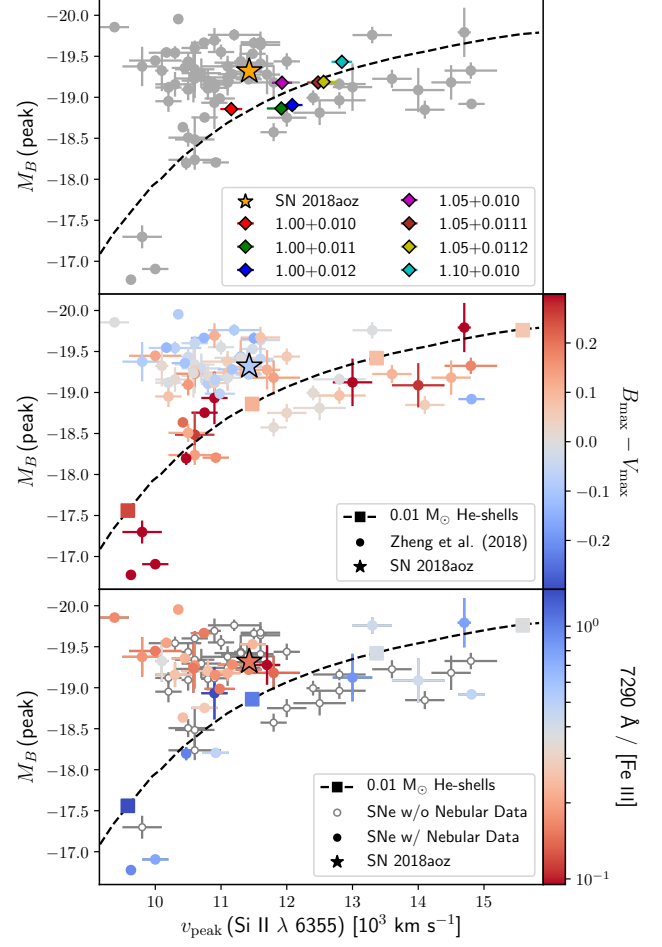 −20.0
−19.5
−19.0
−18.5
−18.0
−17.5
−17.0
M_B (peak)
SN 2018aoz
1.00+0.010
1.00+0.011
1.00+0.012
1.05+0.010
1.05+0.0111
1.05+0.0112
1.10+0.010
−20.0
−19.5
−19.0
−18.5
−18.0
−17.5
−17.0
M_B (peak)
0.01 M_⊙ He-shells
Zheng et al. (2018)
SN 2018aoz
0.2
0.1
0.0
−0.1
−0.2
B_max − V_max
−20.0
−19.5
−19.0
−18.5
−18.0
−17.5
−17.0
M_B (peak)
0.01 M_⊙ He-shells
SNe w/o Nebular Data
SNe w/ Nebular Data
SN 2018aoz
10^0
10^−1
7290 Å / [Fe III]
10
11
12
13
14
15
v_peak (Si II λ 6355) [10^3 km s^−1]